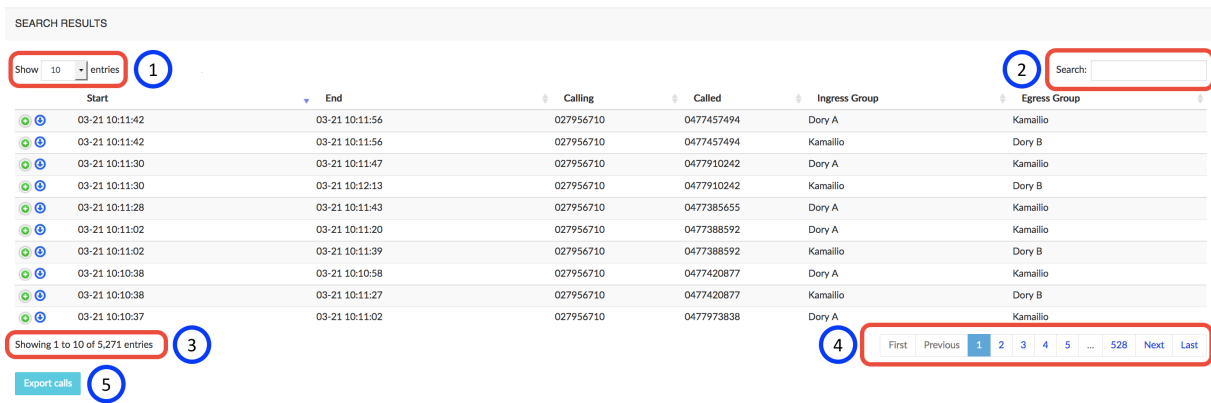 SEARCH RESULTS
Show 10 entries 1 2 Search:
Start End Calling Called Ingress Group Egress Group
03-21 10:11:42 03-21 10:11:56 027956710 0477457494 Dory A Kamailio
03-21 10:11:42 03-21 10:11:56 027956710 0477457494 Kamailio Dory B
03-21 10:11:30 03-21 10:11:47 027956710 0477910242 Dory A Kamailio
03-21 10:11:30 03-21 10:12:13 027956710 0477910242 Kamailio Dory B
03-21 10:11:28 03-21 10:11:43 027956710 0477385655 Dory A Kamailio
03-21 10:11:02 03-21 10:11:20 027956710 0477388592 Dory A Kamailio
03-21 10:11:02 03-21 10:11:39 027956710 0477388592 Kamailio Dory B
03-21 10:10:38 03-21 10:10:58 027956710 0477420877 Dory A Kamailio
03-21 10:10:38 03-21 10:11:27 027956710 0477420877 Kamailio Dory B
03-21 10:10:37 03-21 10:11:02 027956710 0477973838 Dory A Kamailio
Showing 1 to 10 of 5,271 entries 3 4 First Previous 1 2 3 4 5 ... 528 Next Last
Export calls 5